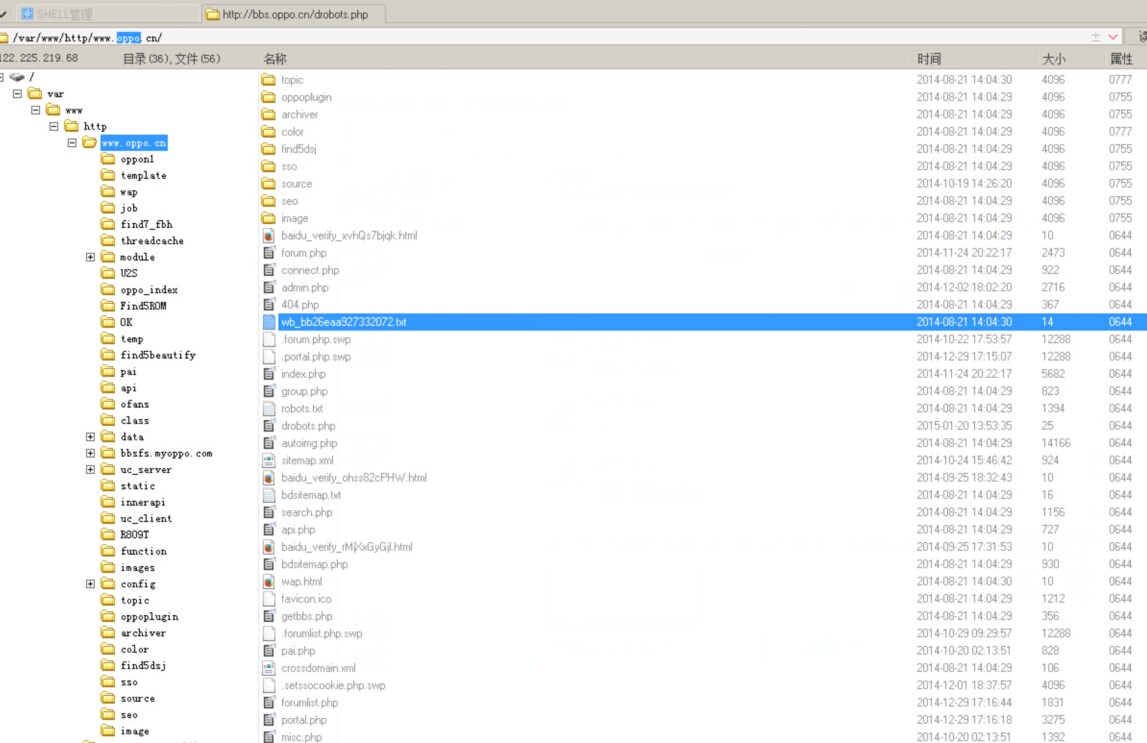 SHELL管理 http://bbs.oppo.cn/drobots.php
/var/www/http/www.oppo.cn/
122.225.219.68 目录(36),文件(56) 名称 时间 大小 属性
/
var
www
http
www.oppo.cn
oppon1
template
wap
job
find7_fbh
threadcache
module
U2S
oppo_index
Find5ROM
OK
temp
find5beautify
pai
api
ofans
class
data
bbsfs.myoppo.com
uc_server
static
innerapi
uc_client
R809T
function
images
config
topic
oppoplugin
archiver
color
find5dsj
sso
source
seo
image
topic 2014-08-21 14:04:30 4096 0777
oppoplugin 2014-08-21 14:04:29 4096 0755
archiver 2014-08-21 14:04:29 4096 0755
color 2014-08-21 14:04:29 4096 0777
find5dsj 2014-08-21 14:04:29 4096 0755
sso 2014-08-21 14:04:29 4096 0755
source 2014-10-19 14:26:20 4096 0755
seo 2014-08-21 14:04:29 4096 0755
image 2014-08-21 14:04:29 4096 0755
baidu_verify_xvhQs7bjqk.html 2014-08-21 14:04:29 10 0644
forum.php 2014-11-24 20:22:17 2473 0644
connect.php 2014-08-21 14:04:29 922 0644
admin.php 2014-12-02 18:02:20 2716 0644
404.php 2014-08-21 14:04:29 367 0644
wb_bb26eaa927332072.txt 2014-08-21 14:04:30 14 0644
.forum.php.swp 2014-10-22 17:53:57 12288 0644
.portal.php.swp 2014-12-29 17:15:07 12288 0644
index.php 2014-11-24 20:22:17 5682 0644
group.php 2014-08-21 14:04:29 823 0644
robots.txt 2014-08-21 14:04:29 1394 0644
drobots.php 2015-01-20 13:53:35 25 0644
autoimg.php 2014-08-21 14:04:29 14166 0644
sitemap.xml 2014-10-24 15:46:42 924 0644
baidu_verify_ohss82cPHW.html 2014-09-25 18:32:43 10 0644
bdsitemap.txt 2014-08-21 14:04:29 16 0644
search.php 2014-08-21 14:04:29 1156 0644
api.php 2014-08-21 14:04:29 727 0644
2014-09-25 17:31:53 10 0644
bdsitemap.php 2014-08-21 14:04:29 930 0644
wap.html 2014-08-21 14:04:30 10 0644
favicon.ico 2014-08-21 14:04:29 1212 0644
getbbs.php 2014-08-21 14:04:29 356 0644
.forumlist.php.swp 2014-10-29 09:29:57 12288 0644
pai.php 2014-10-20 02:13:51 828 0644
crossdomain.xml 2014-08-21 14:04:29 106 0644
.setssocookie.php.swp 2014-12-01 18:37:57 4096 0644
forumlist.php 2014-12-29 17:16:44 1831 0644
portal.php 2014-12-29 17:16:18 3275 0644
misc.php 2014-10-20 02:13:51 1392 0644